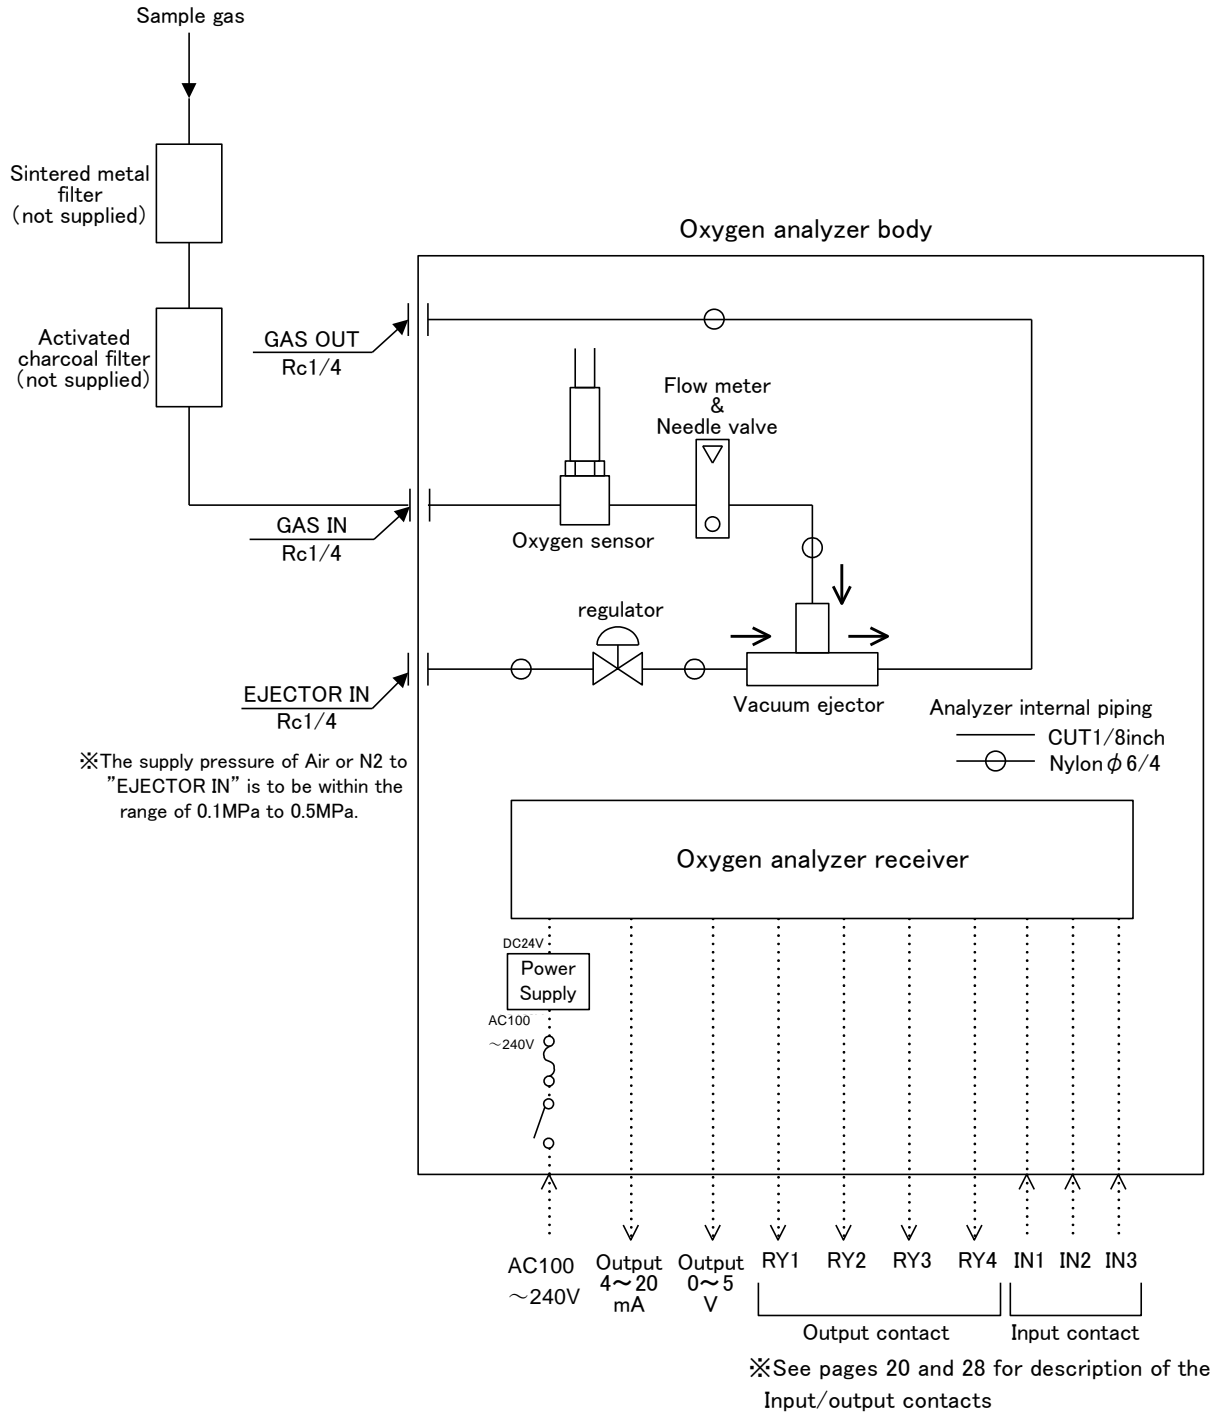 Sample gas
Sintered metal
filter
(not supplied)
Oxygen analyzer body
Activated
charcoal filter
(not supplied)
GAS OUT
Rc1/4
Flow meter
&
Needle valve
GAS IN
Rc1/4
Oxygen sensor
regulator
EJECTOR IN
Rc1/4
Vacuum ejector
Analyzer internal piping
CUT1/8inch
Nylonφ6/4
※The supply pressure of Air or N2 to
"EJECTOR IN" is to be within the
range of 0.1MPa to 0.5MPa.
Oxygen analyzer receiver
DC24V
Power
Supply
AC100
～240V
AC100
～240V
Output
4～20
mA
Output
0～5
V
RY1
RY2
RY3
RY4
IN1
IN2
IN3
Output contact
Input contact
※See pages 20 and 28 for description of the
Input/output contacts